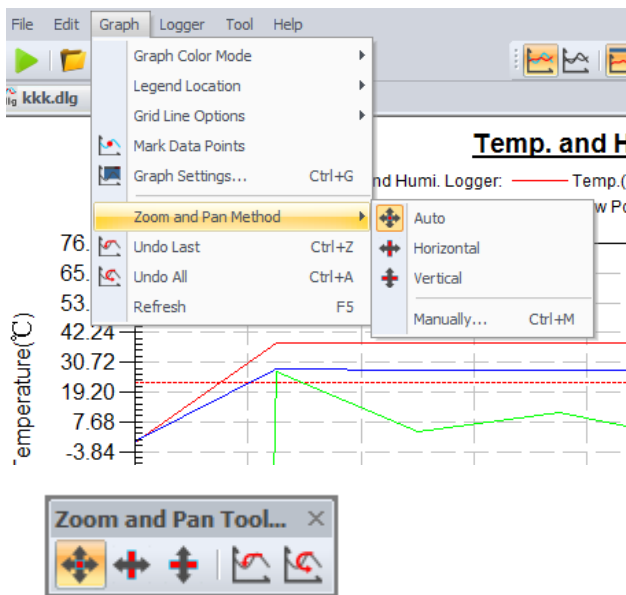 File Edit Graph Logger Tool Help
kkk.dlg
Graph Color Mode
Legend Location
Grid Line Options
Mark Data Points
Graph Settings... Ctrl+G
Zoom and Pan Method
Undo Last Ctrl+Z
Undo All Ctrl+A
Refresh F5
Auto
Horizontal
Vertical
Manually... Ctrl+M
Temp. and H
nd Humi. Logger: Temp.(
w Po
76.
65.
53.
42.24
30.72
19.20
7.68
-3.84
Temperature(℃)
Zoom and Pan Tool...